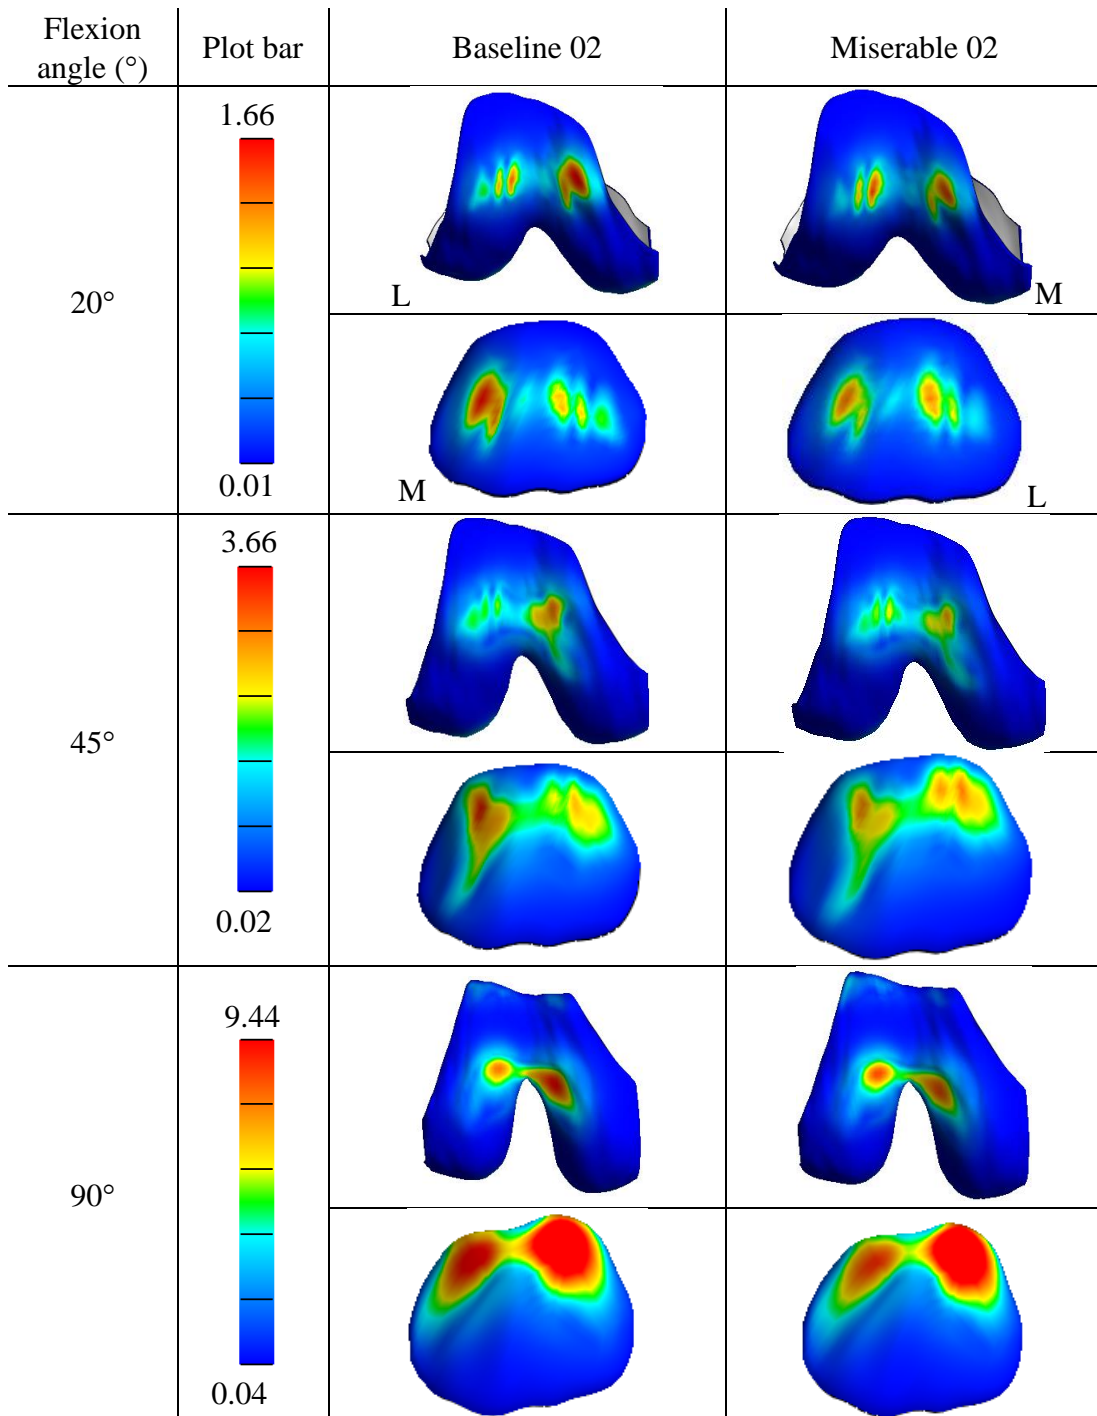 Flexion
angle (°)
Plot bar
Baseline 02
Miserable 02
20°
1.66
0.01
L
M
M
L
45°
3.66
0.02
90°
9.44
0.04